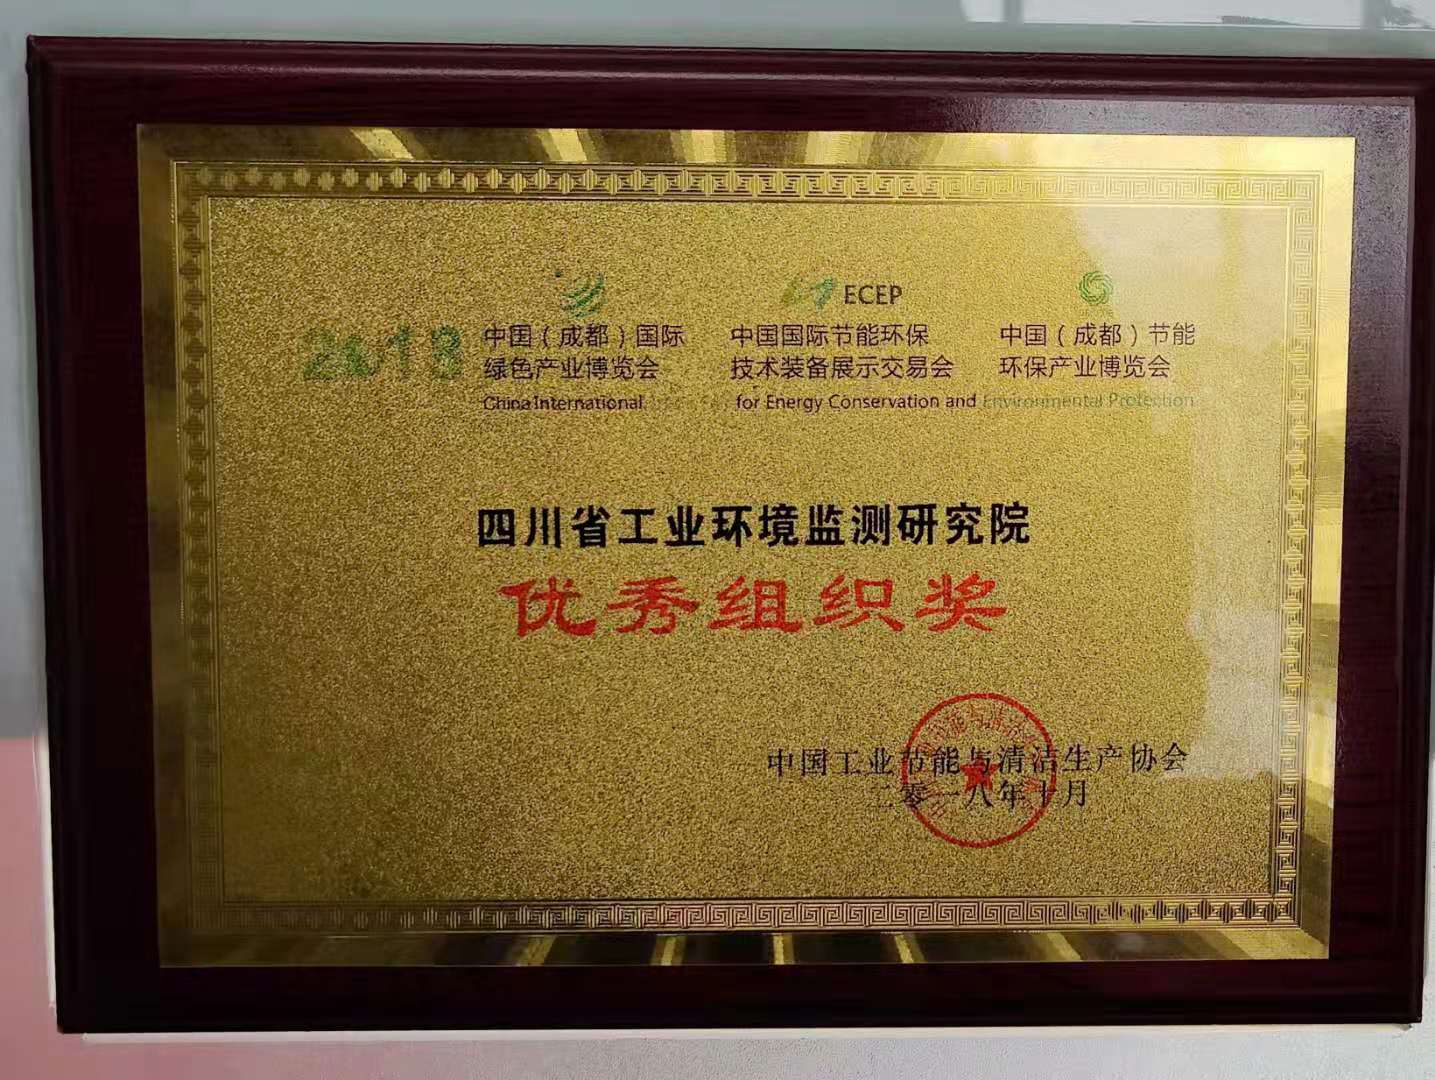 ECEP
2018
中国（成都）国际
绿色产业博览会
中国国际节能环保
技术装备展示交易会
中国（成都）节能
环保产业博览会
China International
for Energy Conservation and Environmental Protection
四川省工业环境监测研究院
优秀组织奖
中国工业节能与清洁生产协会
二零一八年十月